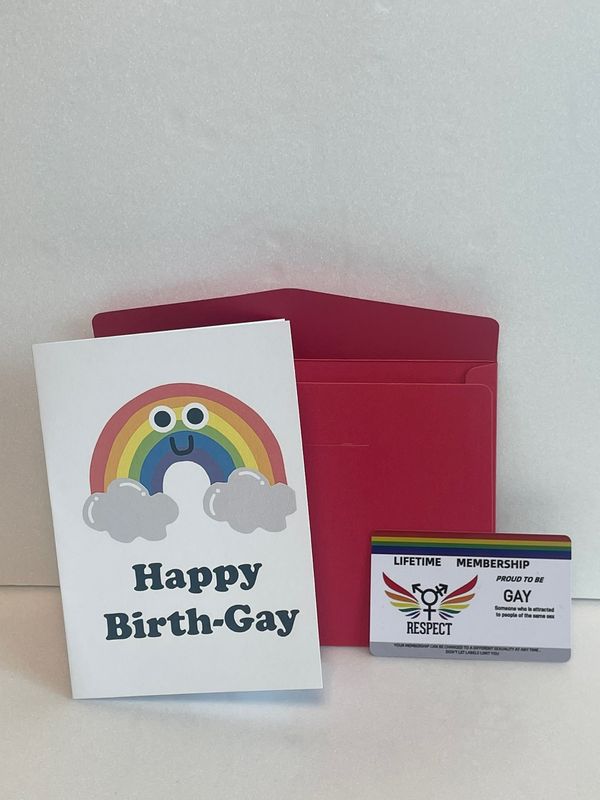 Happy
Birth-Gay
LIFETIME MEMBERSHIP
PROUD TO BE
GAY
Someone who is attracted
to people of the same sex
RESPECT
YOUR MEMBERSHIP CAN BE CHANGED TO A DIFFERENT SEXUALITY AT ANY TIME...
DON'T LET LABELS LIMIT YOU